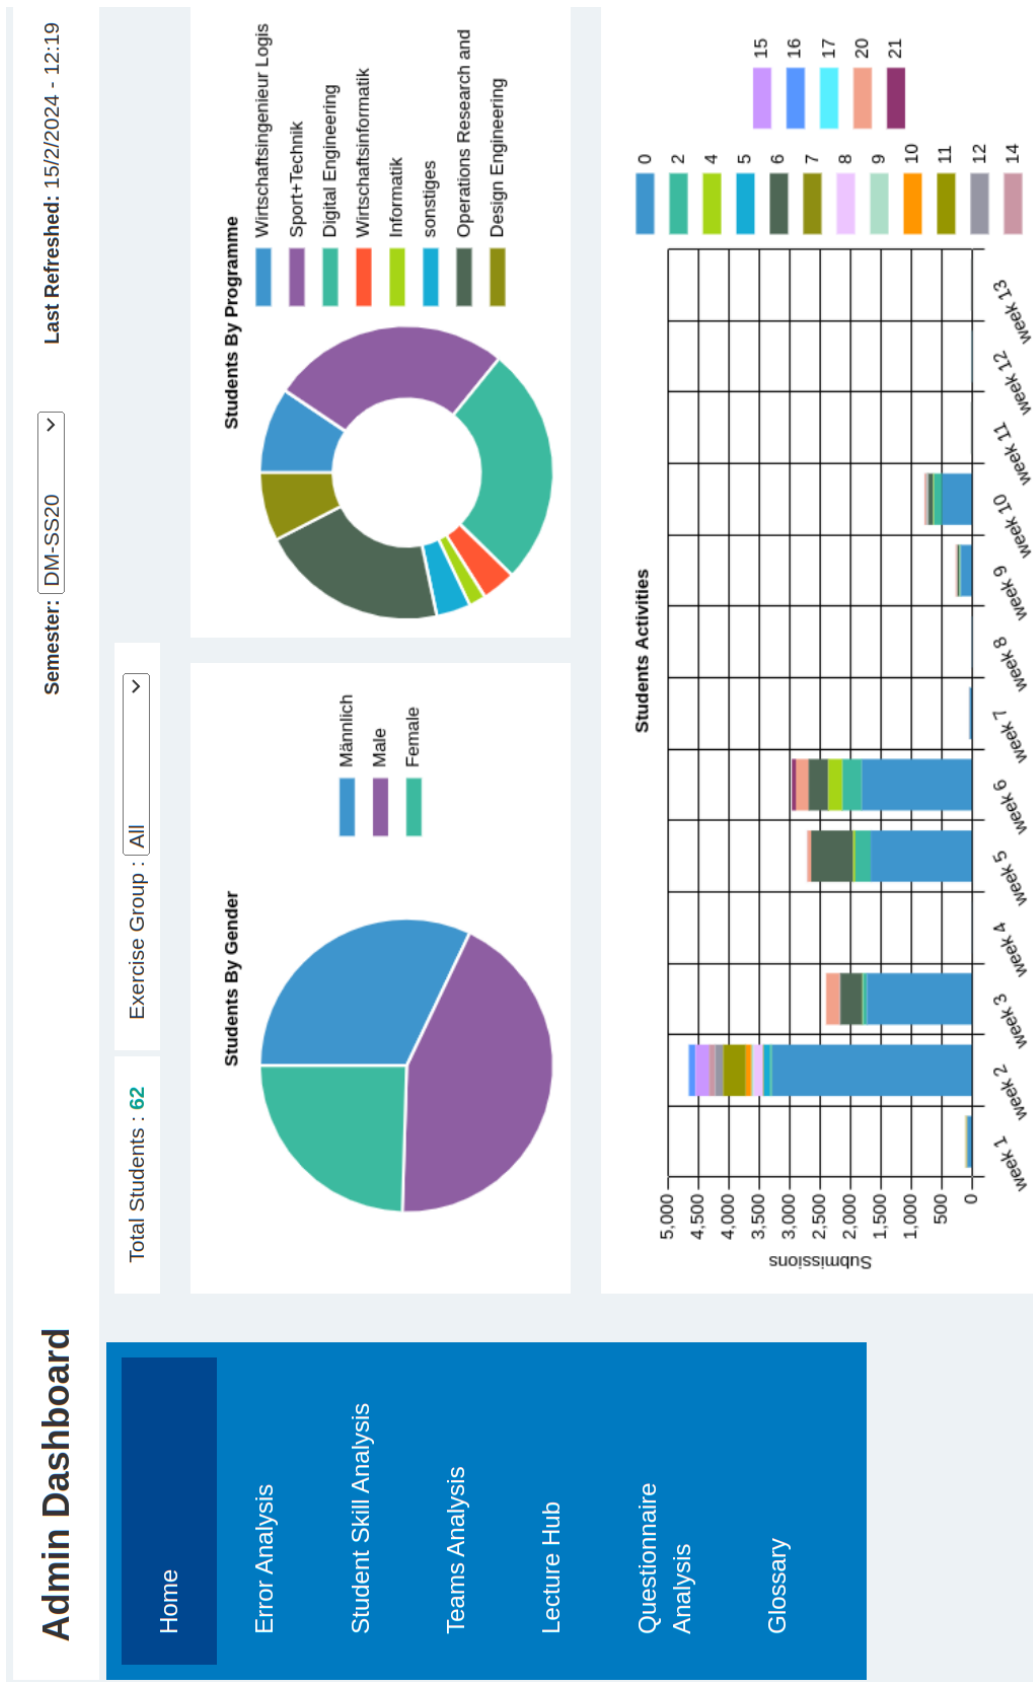 Admin Dashboard
Semester: DM-SS20
Last Refreshed: 15/2/2024 - 12:19
Home
Error Analysis
Student Skill Analysis
Teams Analysis
Lecture Hub
Questionnaire
Analysis
Glossary
Total Students : 62
Exercise Group : All
Students By Gender
Männlich
Male
Female
Students By Programme
Wirtschaftsingenieur Logis
Sport+Technik
Digital Engineering
Wirtschaftsinformatik
Informatik
sonstiges
Operations Research and
Design Engineering
Students Activities
Submissions
5,000
4,500
4,000
3,500
3,000
2,500
2,000
1,500
1,000
500
0
week 1
week 2
week 3
week 4
week 5
week 6
week 7
week 8
week 9
week 10
week 11
week 12
week 13
0
2
4
5
6
7
8
9
10
11
12
14
15
16
17
20
21